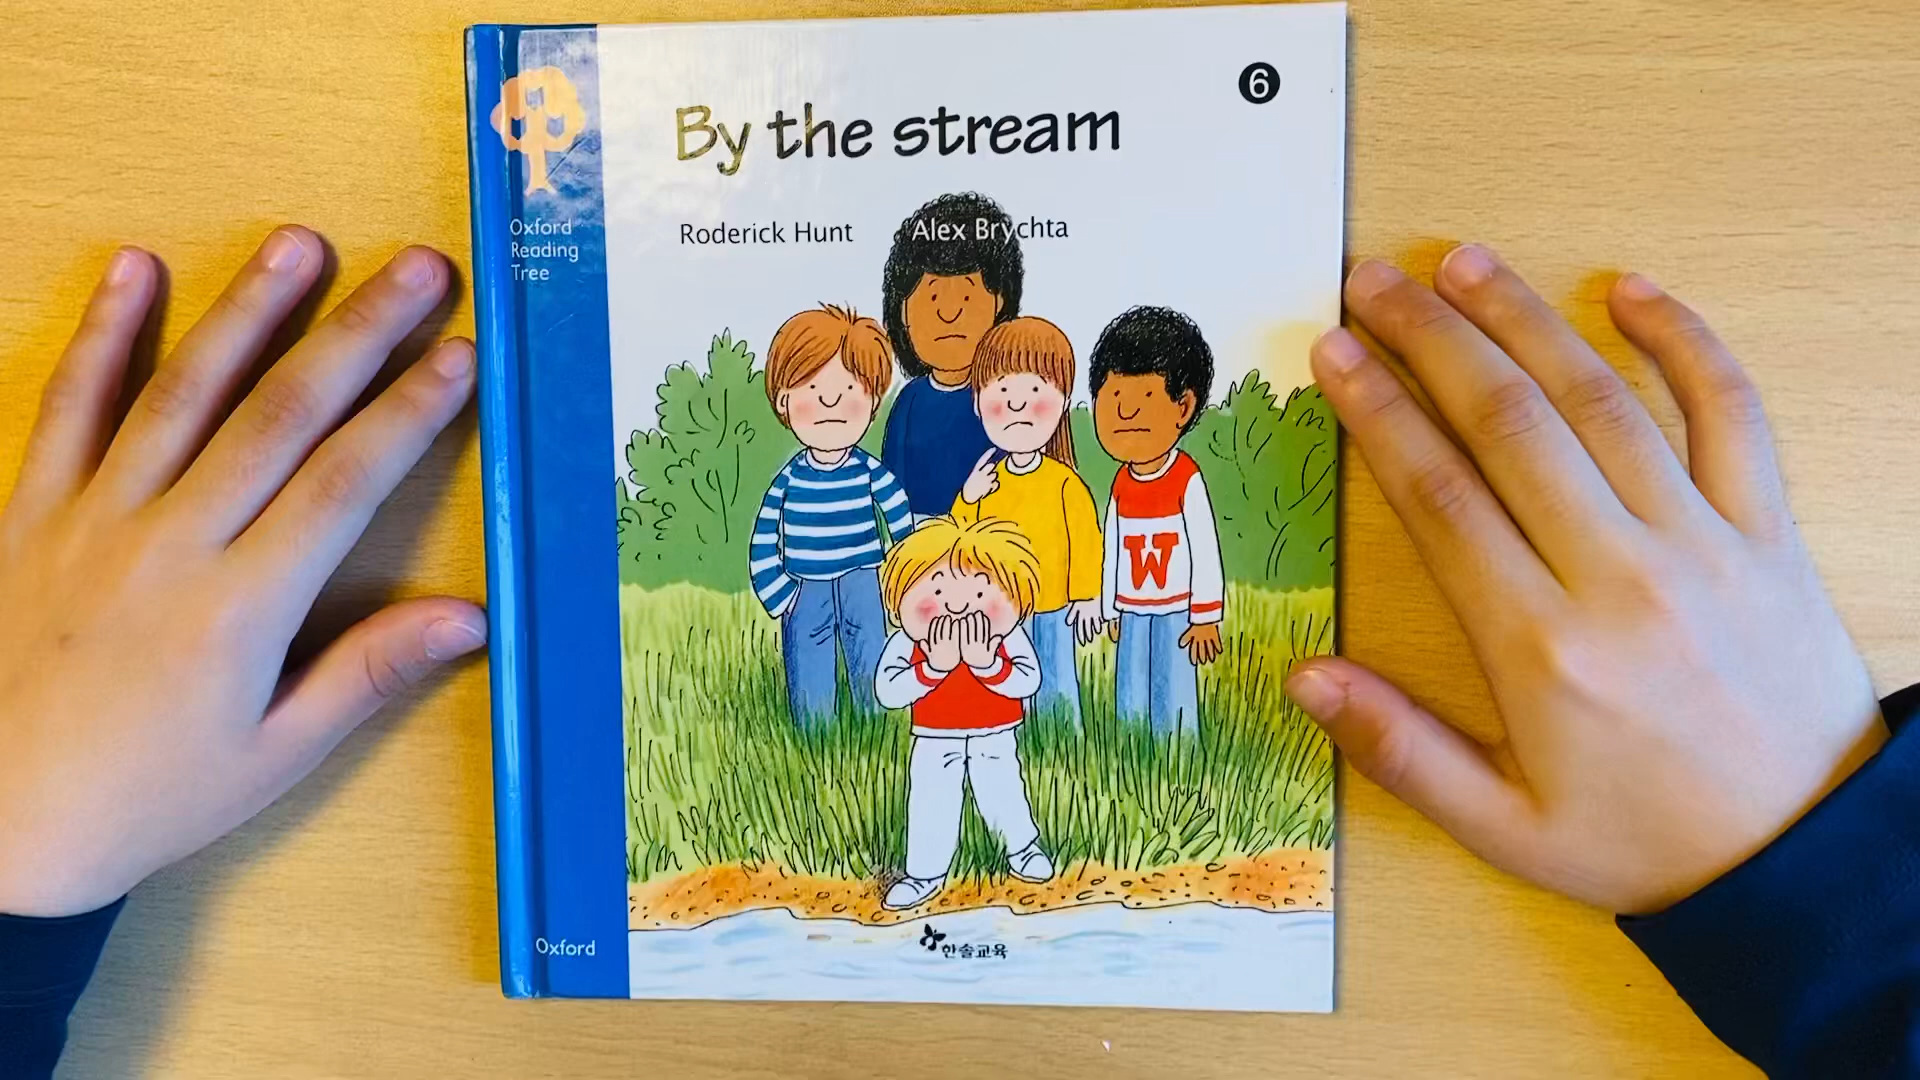 6
By the stream
Roderick Hunt Alex Brychta
Oxford
Reading
Tree
W
Oxford
한솔교육